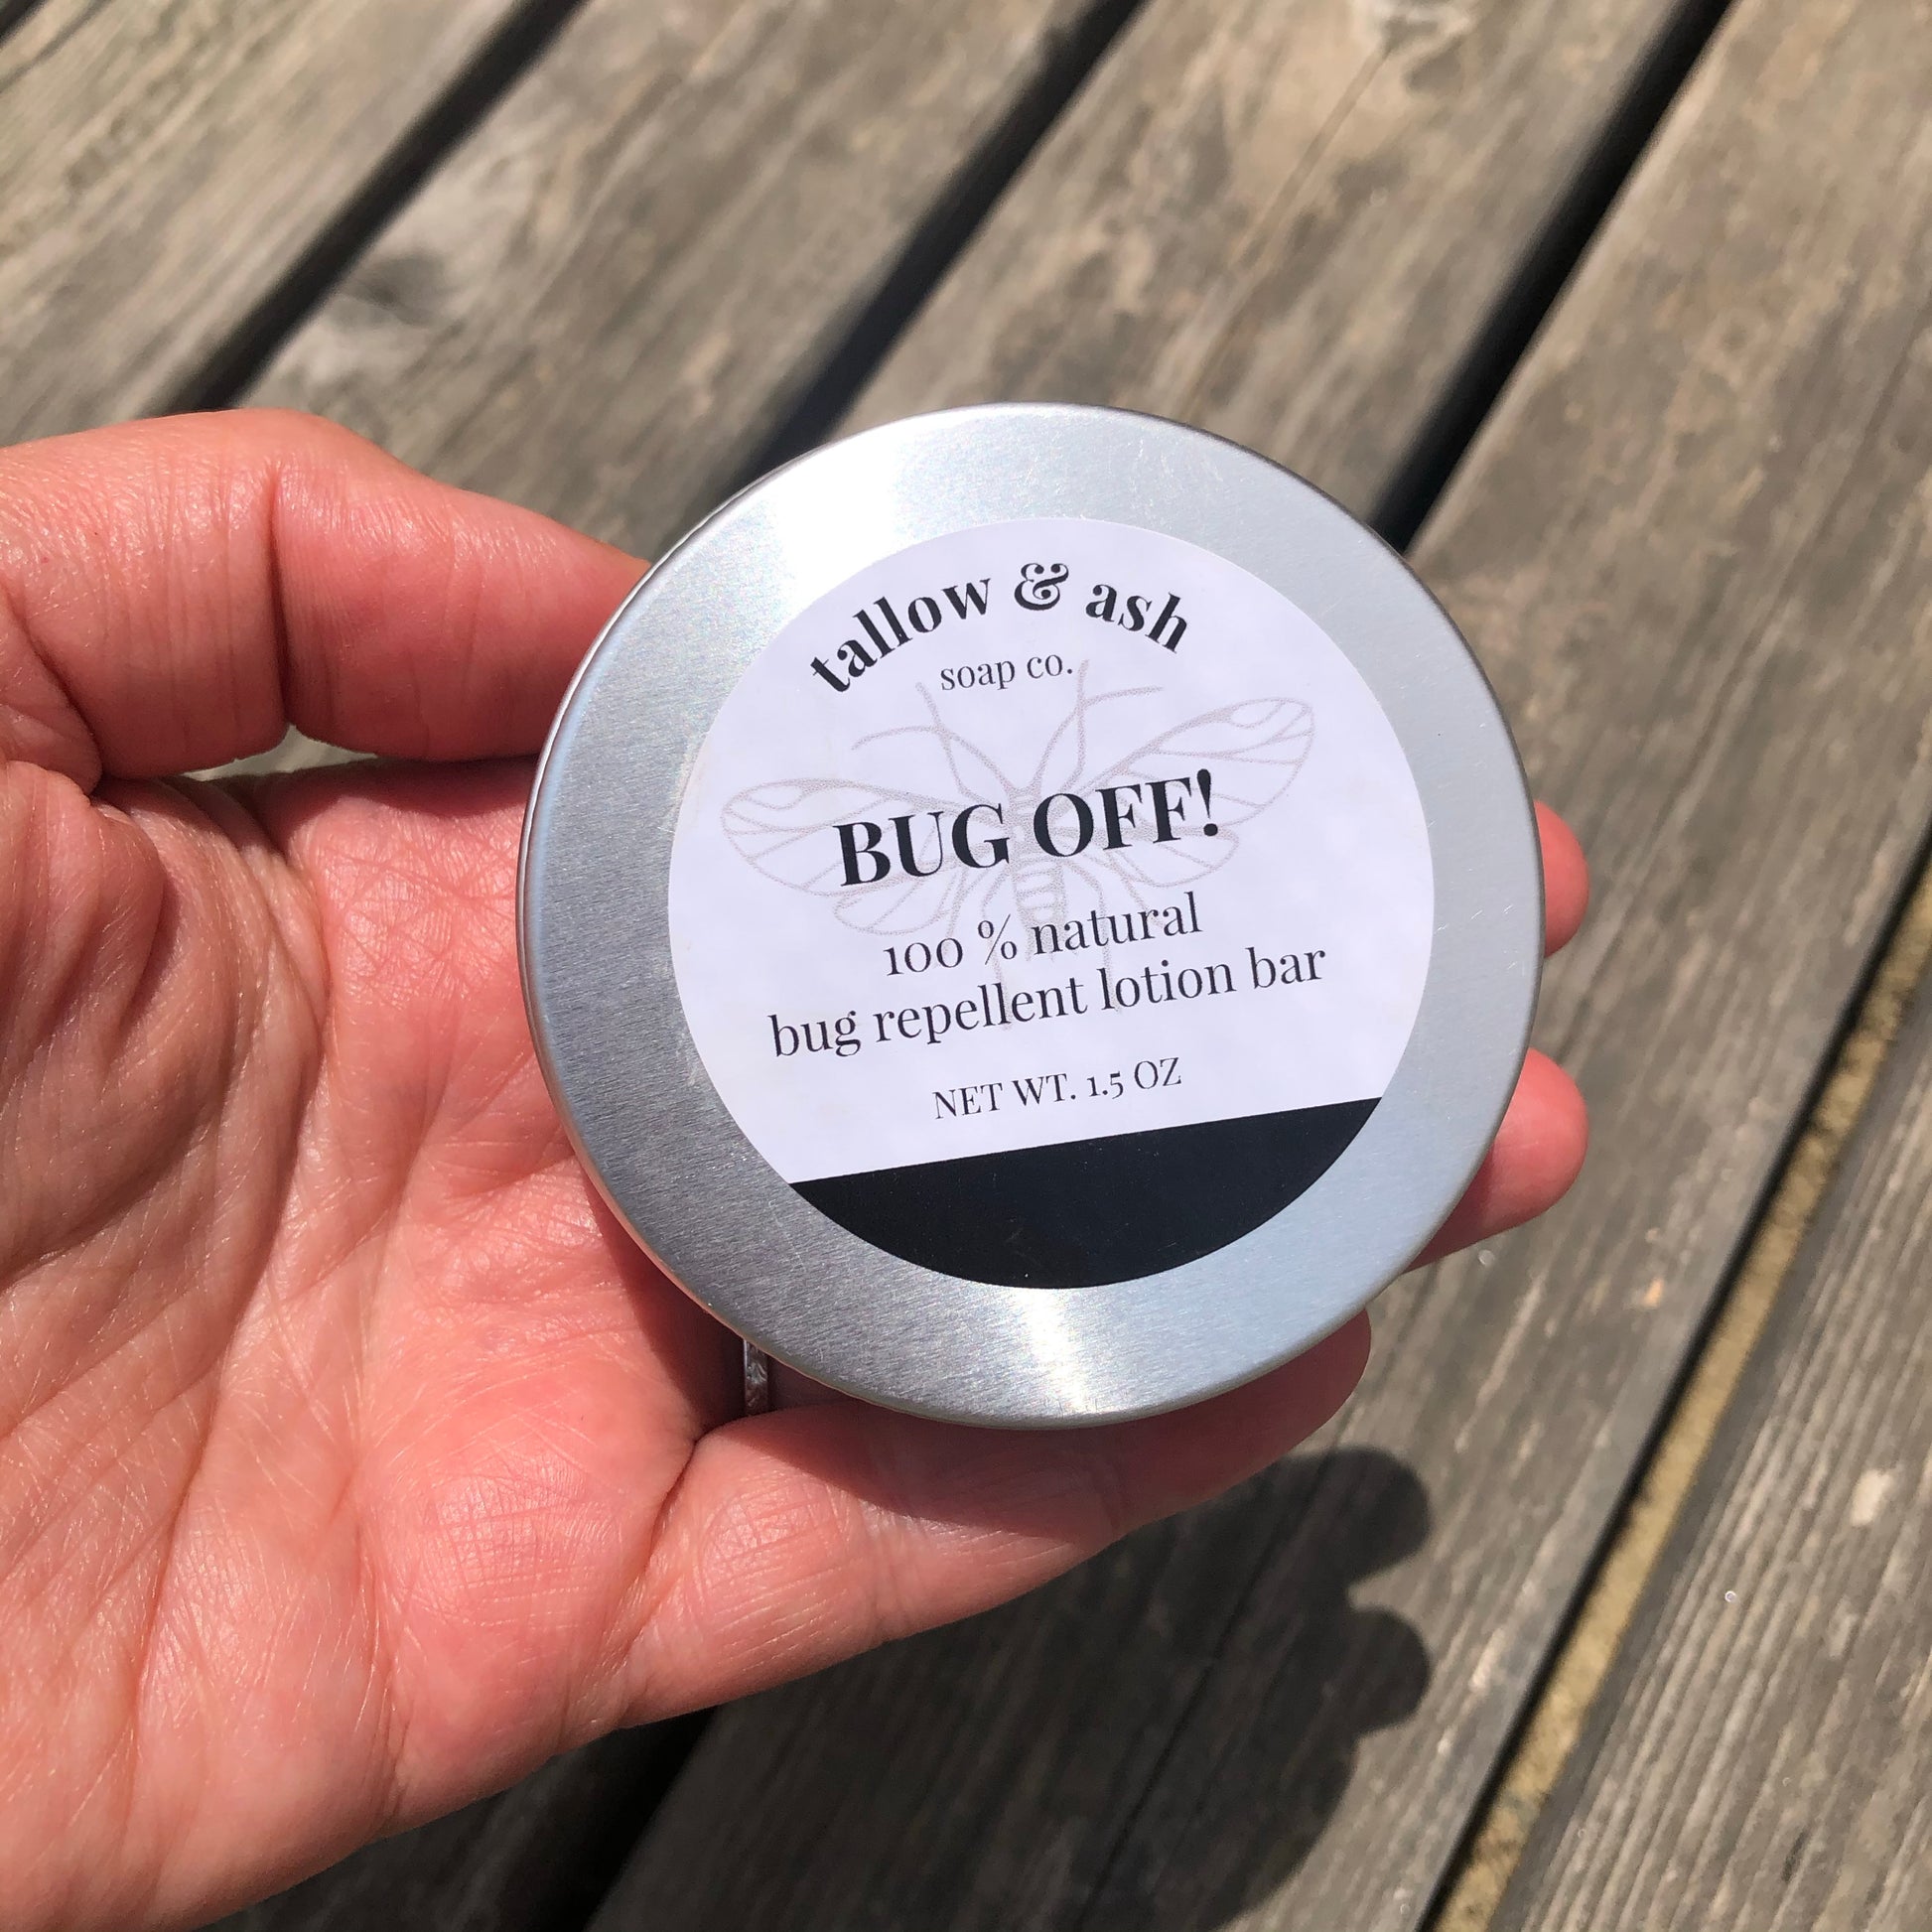 tallow & ash
soap co.
BUG OFF!
100 % natural
bug repellent lotion bar
NET WT. 1.5 OZ